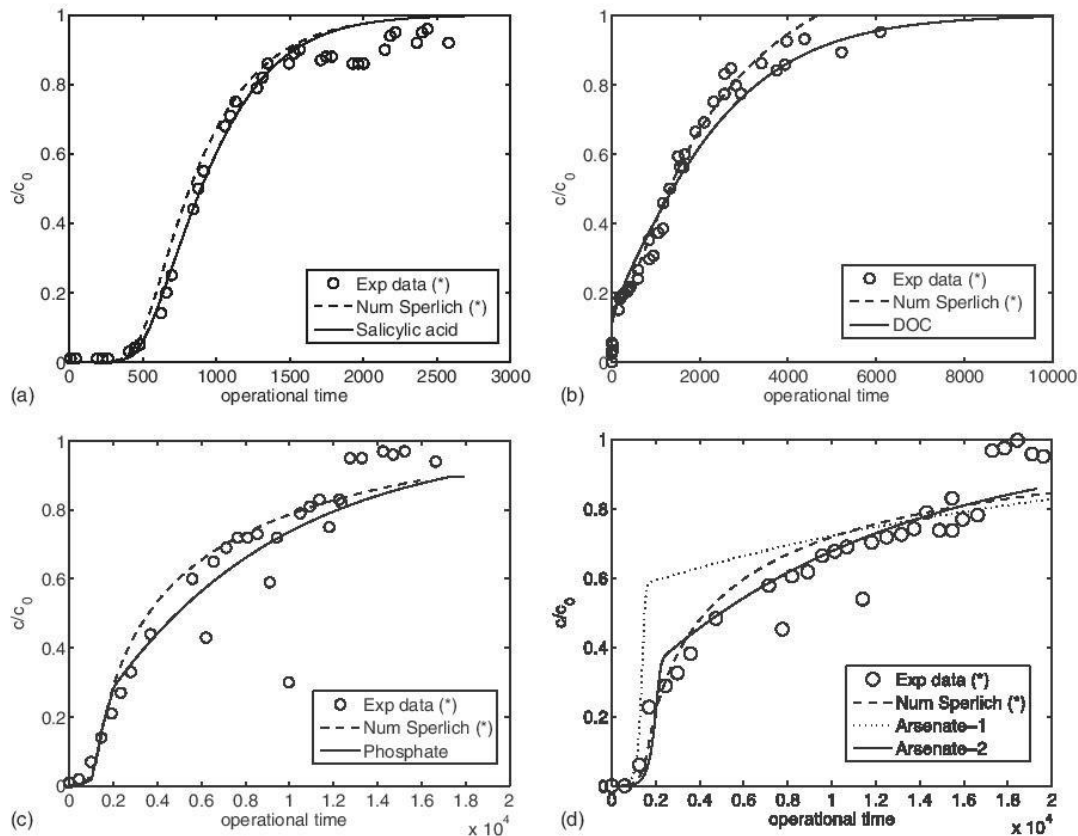 1
0.8
0.6
0.4
0.2
0
c/c0
0 500 1000 1500 2000 2500 3000
operational time
(a)
Exp data (*)
Num Sperlich (*)
Salicylic acid
1
0.8
0.6
0.4
0.2
0
c/c0
0 2000 4000 6000 8000 10000
operational time
(b)
Exp data (*)
Num Sperlich (*)
DOC
1
0.8
0.6
0.4
0.2
0
c/c0
0 0.2 0.4 0.6 0.8 1 1.2 1.4 1.6 1.8 2
operational time
x 10^4
(c)
Exp data (*)
Num Sperlich (*)
Phosphate
1
0.8
0.6
0.4
0.2
0
c/c0
0 0.2 0.4 0.6 0.8 1 1.2 1.4 1.6 1.8 2
operational time
x 10^4
(d)
Exp data (*)
Num Sperlich (*)
Arsenate–1
Arsenate–2